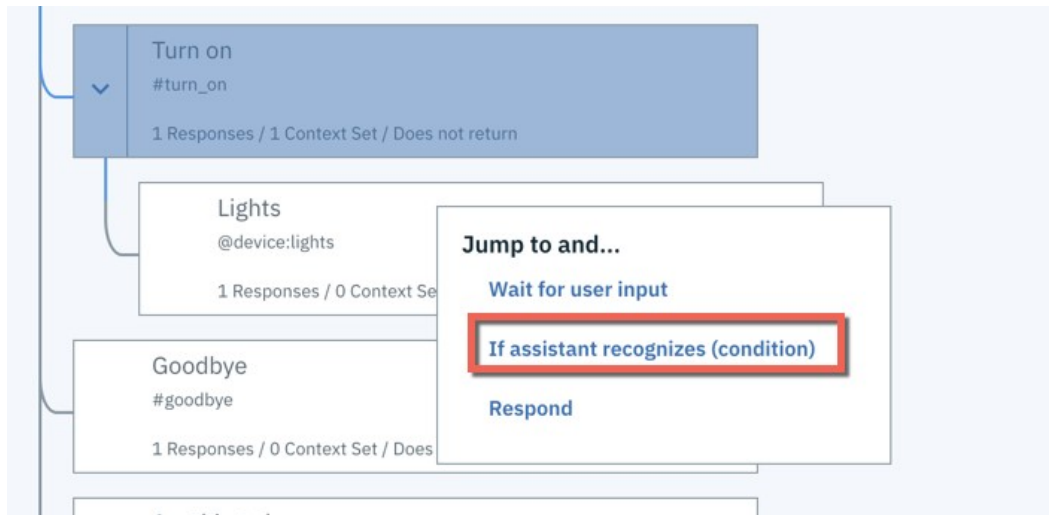 Turn on
#turn_on
1 Responses / 1 Context Set / Does not return
Lights
@device:lights
1 Responses / 0 Context Se
Jump to and...
Wait for user input
If assistant recognizes (condition)
Respond
Goodbye
#goodbye
1 Responses / 0 Context Set / Does